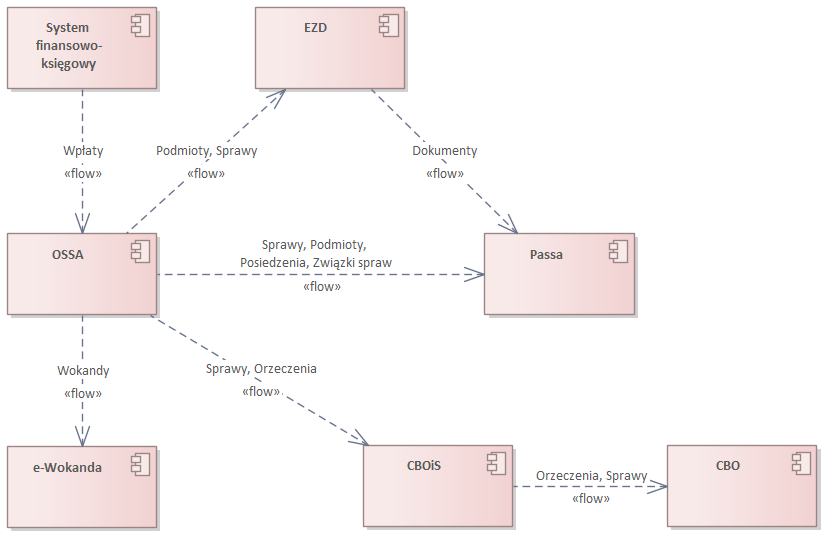 System
finansowo-
księgowy
EZD
Wpłaty
«flow»
Podmioty, Sprawy
«flow»
Dokumenty
«flow»
OSSA
Sprawy, Podmioty,
Posiedzenia, Związki spraw
«flow»
Passa
Wokandy
«flow»
Sprawy, Orzeczenia
«flow»
e-Wokanda
CBOiS
Orzeczenia, Sprawy
«flow»
CBO